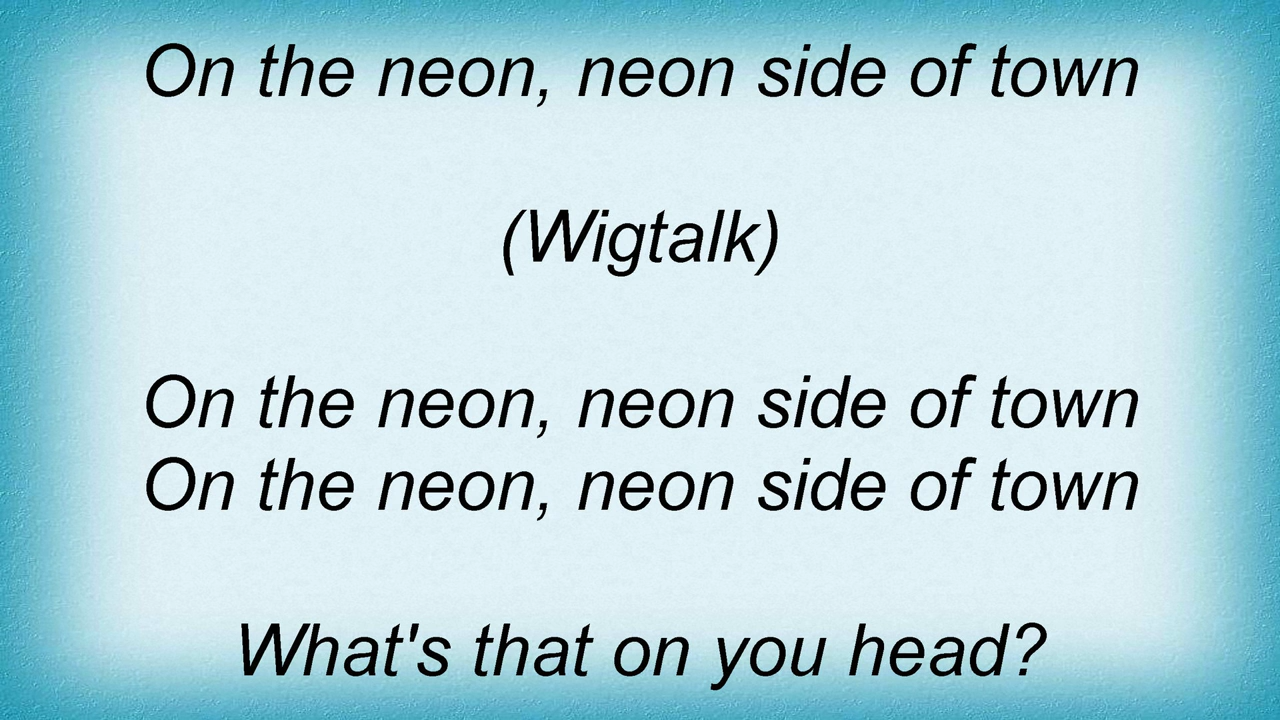 On the neon, neon side of town
(Wigtalk)
On the neon, neon side of town
On the neon, neon side of town
What's that on you head?